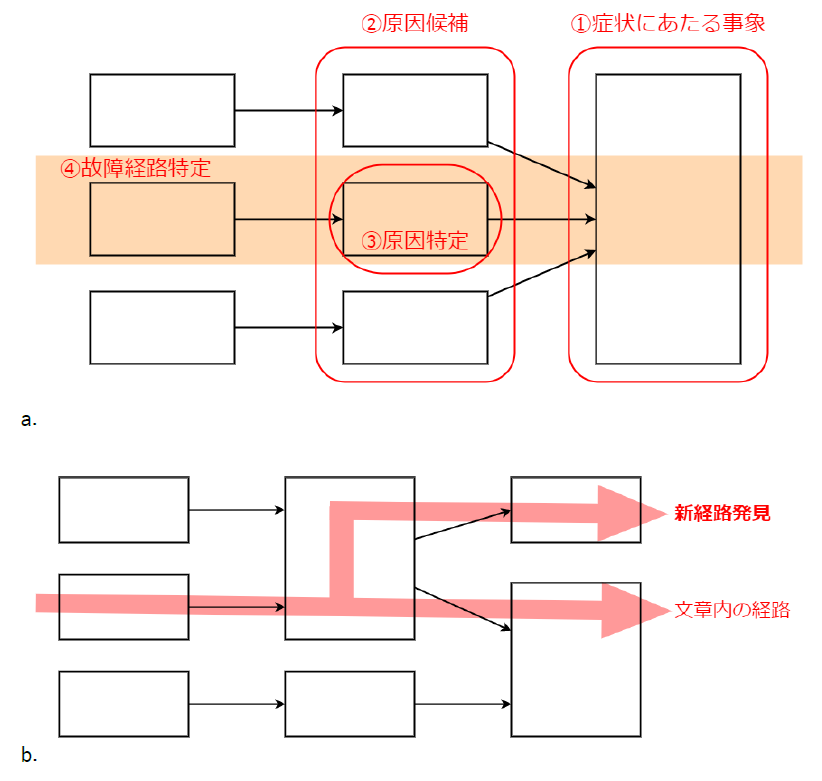 ②原因候補
①症状にあたる事象
④故障経路特定
③原因特定
a.
新経路発見
文章内の経路
b.